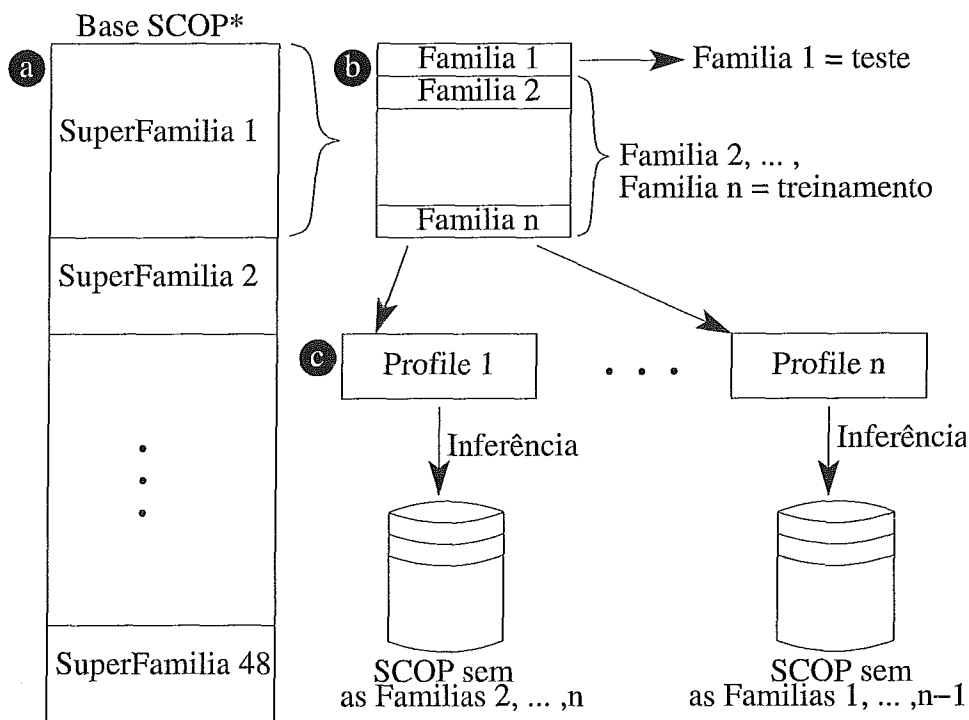 Base SCOP*
a
SuperFamilia 1
SuperFamilia 2
SuperFamilia 48
b
Familia 1
Familia 2
Familia n
Familia 1 = teste
Familia 2, ... ,
Familia n = treinamento
c
Profile 1
. . .
Profile n
Inferência
Inferência
SCOP sem
as Familias 2, ... ,n
SCOP sem
as Familias 1, ... ,n−1